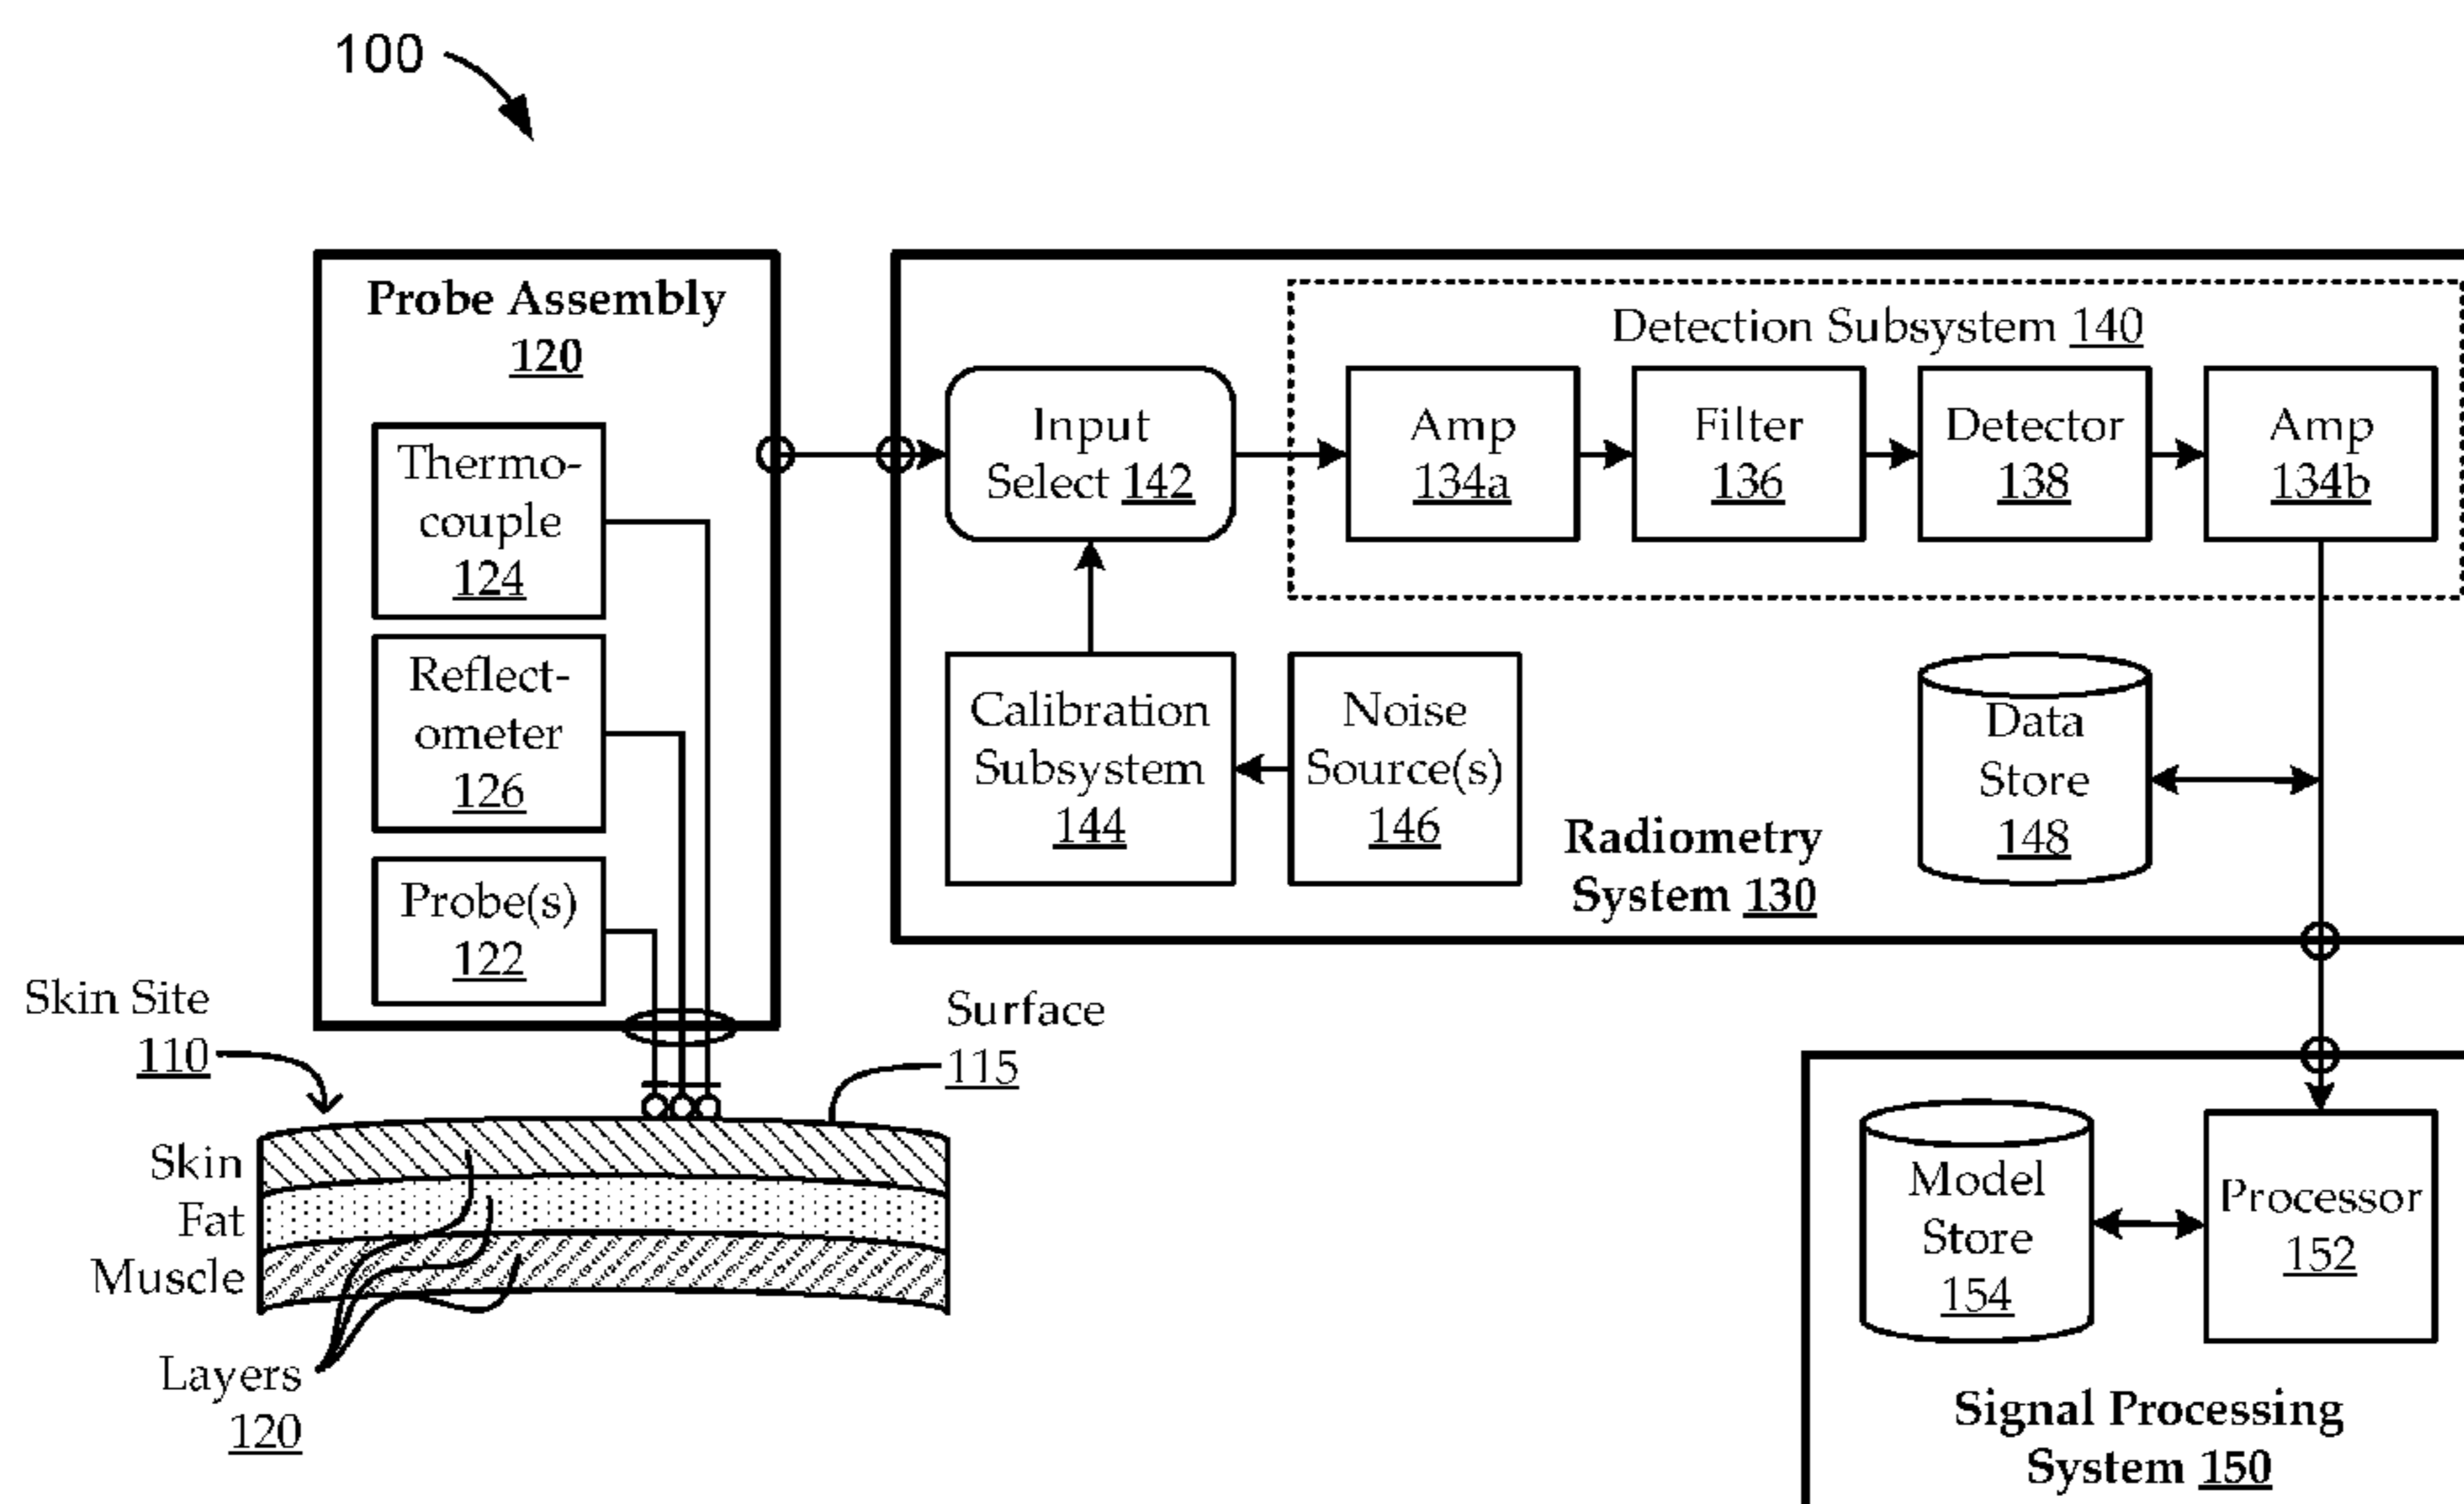 100
Probe Assembly
120
Thermo-
couple
124
Reflect-
ometer
126
Probe(s)
122
Detection Subsystem 140
Input
Select 142
Amp
134a
Filter
136
Detector
138
Amp
134b
Calibration
Subsystem
144
Noise
Source(s)
146
Radiometry
System 130
Data
Store
148
Skin Site
110
Surface
115
Skin
Fat
Muscle
Layers
120
Model
Store
154
Processor
152
Signal Processing
System 150